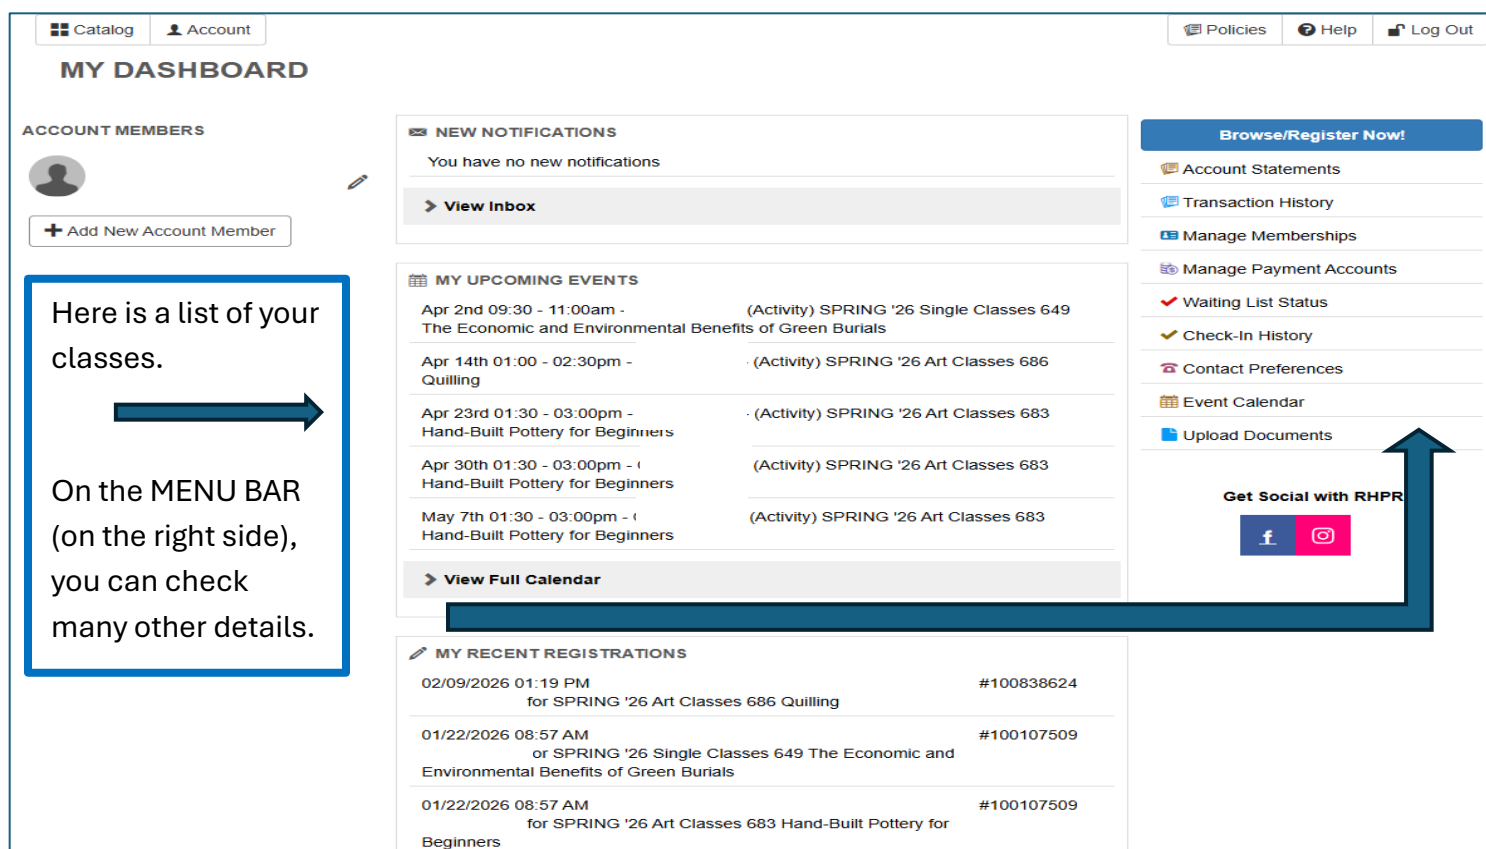 Catalog
Account
Policies
Help
Log Out
MY DASHBOARD
ACCOUNT MEMBERS
Add New Account Member
Here is a list of your
classes.
On the MENU BAR
(on the right side),
you can check
many other details.
NEW NOTIFICATIONS
You have no new notifications
View Inbox
MY UPCOMING EVENTS
Apr 2nd 09:30 - 11:00am - (Activity) SPRING '26 Single Classes 649
The Economic and Environmental Benefits of Green Burials
Apr 14th 01:00 - 02:30pm - (Activity) SPRING '26 Art Classes 686
Quilling
Apr 23rd 01:30 - 03:00pm - (Activity) SPRING '26 Art Classes 683
Hand-Built Pottery for Beginners
Apr 30th 01:30 - 03:00pm - (Activity) SPRING '26 Art Classes 683
Hand-Built Pottery for Beginners
May 7th 01:30 - 03:00pm - (Activity) SPRING '26 Art Classes 683
Hand-Built Pottery for Beginners
View Full Calendar
MY RECENT REGISTRATIONS
02/09/2026 01:19 PM #100838624
for SPRING '26 Art Classes 686 Quilling
01/22/2026 08:57 AM #100107509
or SPRING '26 Single Classes 649 The Economic and
Environmental Benefits of Green Burials
01/22/2026 08:57 AM #100107509
for SPRING '26 Art Classes 683 Hand-Built Pottery for
Beginners
Browse/Register Now!
Account Statements
Transaction History
Manage Memberships
Manage Payment Accounts
Waiting List Status
Check-In History
Contact Preferences
Event Calendar
Upload Documents
Get Social with RHPR